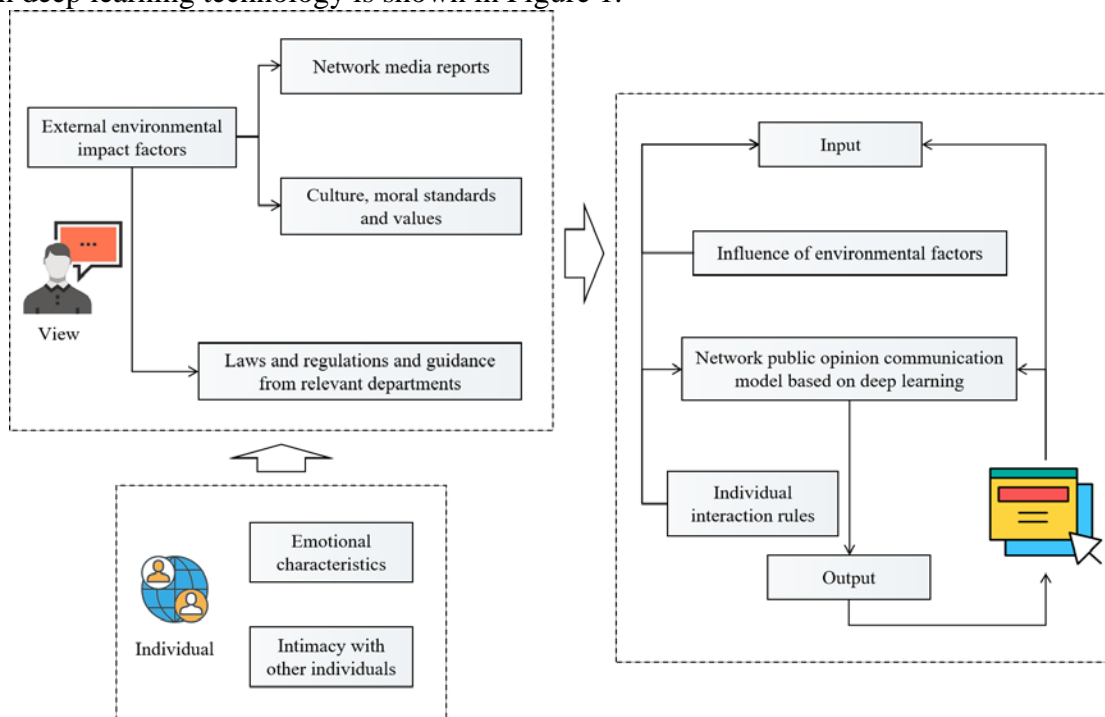 n deep learning technology is shown in Figure 1.
Network media reports
External environmental
impact factors
Culture, moral standards
and values
View
Laws and regulations and guidance
from relevant departments
Emotional
characteristics
Individual
Intimacy with
other individuals
Input
Influence of environmental factors
Network public opinion communication
model based on deep learning
Individual
interaction rules
Output